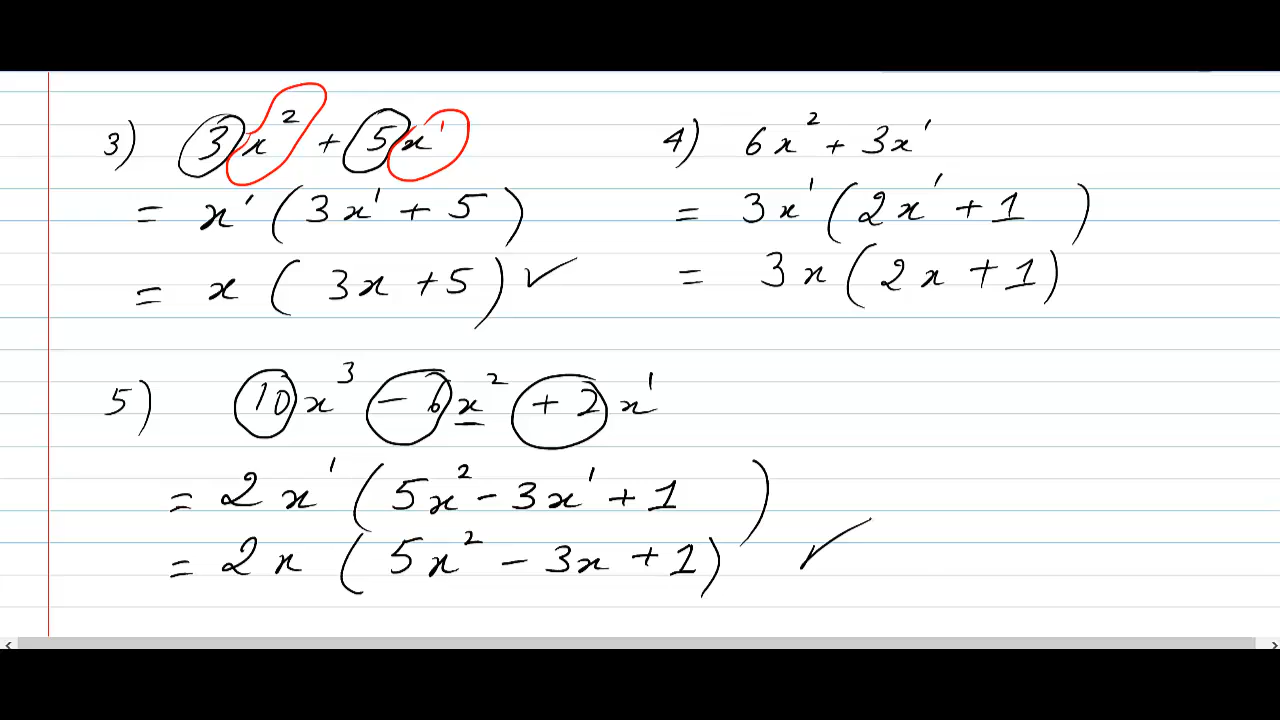 3) 3x² + 5x¹
= x¹ (3x¹ + 5)
= x (3x + 5) ✓
4) 6x² + 3x¹
= 3x¹ (2x¹ + 1)
= 3x (2x + 1)
5) 10x³ - 6x² + 2x¹
= 2x¹ (5x² - 3x¹ + 1)
= 2x (5x² - 3x + 1) ✓